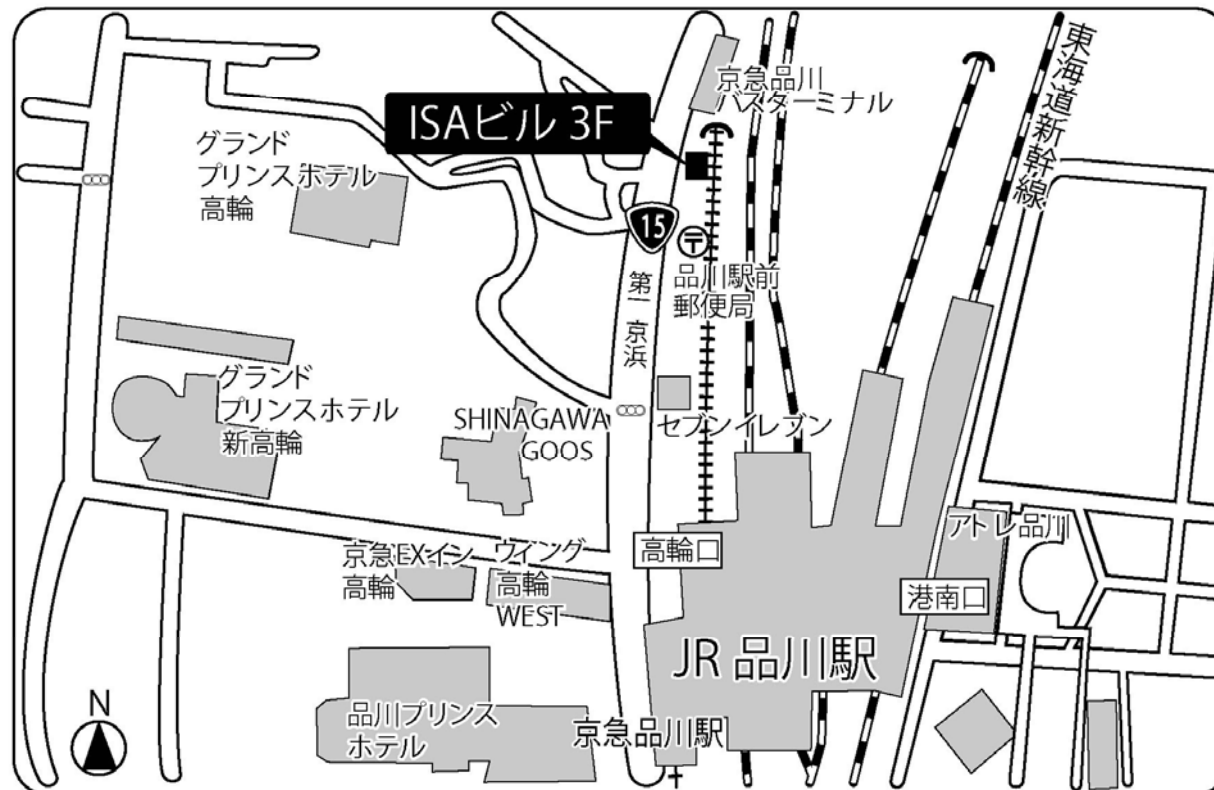 京急品川
バスターミナル
東海道新幹線
ISAビル 3F
グランド
プリンスホテル
高輪
15
第一京浜
品川駅前
郵便局
グランド
プリンスホテル
新高輪
SHINAGAWA
GOOS
セブンイレブン
アトレ品川
高輪口
京急EXイン
高輪
ウイング
高輪
WEST
港南口
JR 品川駅
N
品川プリンス
ホテル
京急品川駅